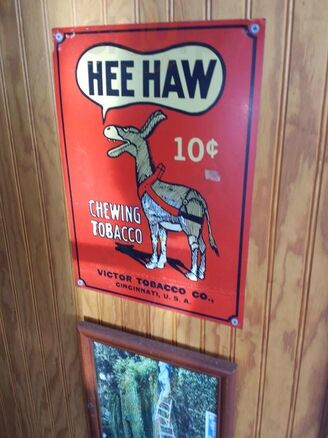 HEE HAW
10¢
CHEWING
TOBACCO
VICTOR TOBACCO CO.,
CINCINNATI, U. S. A.